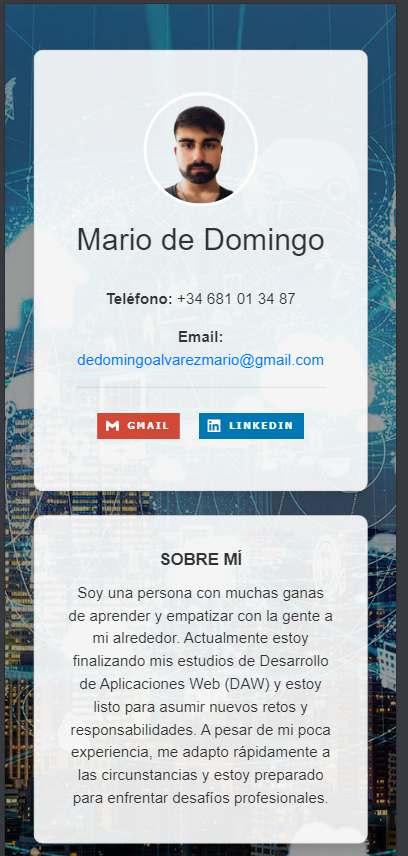 Mario de Domingo
Teléfono: +34 681 01 34 87
Email:
dedomingoalvarezmario@gmail.com
GMAIL
LINKEDIN
SOBRE MÍ
Soy una persona con muchas ganas
de aprender y empatizar con la gente a
mi alrededor. Actualmente estoy
finalizando mis estudios de Desarrollo
de Aplicaciones Web (DAW) y estoy
listo para asumir nuevos retos y
responsabilidades. A pesar de mi poca
experiencia, me adapto rápidamente a
las circunstancias y estoy preparado
para enfrentar desafíos profesionales.